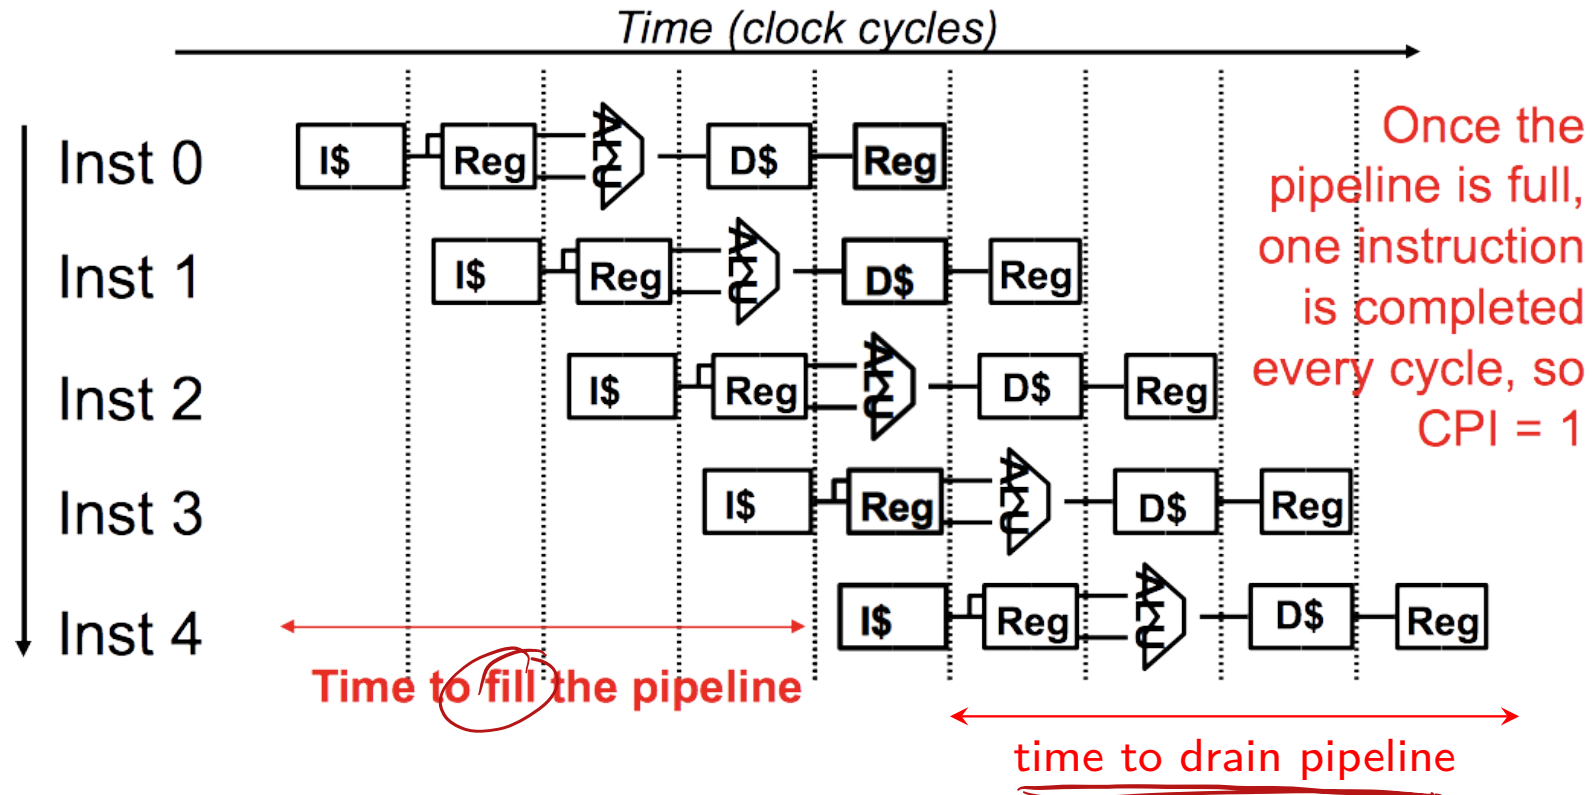 Time (clock cycles)
Inst 0
I$
Reg
ALU
D$
Reg
Inst 1
I$
Reg
ALU
D$
Reg
Inst 2
I$
Reg
ALU
D$
Reg
Inst 3
I$
Reg
ALU
D$
Reg
Inst 4
I$
Reg
ALU
D$
Reg
Once the
pipeline is full,
one instruction
is completed
every cycle, so
CPI = 1
Time to fill the pipeline
time to drain pipeline